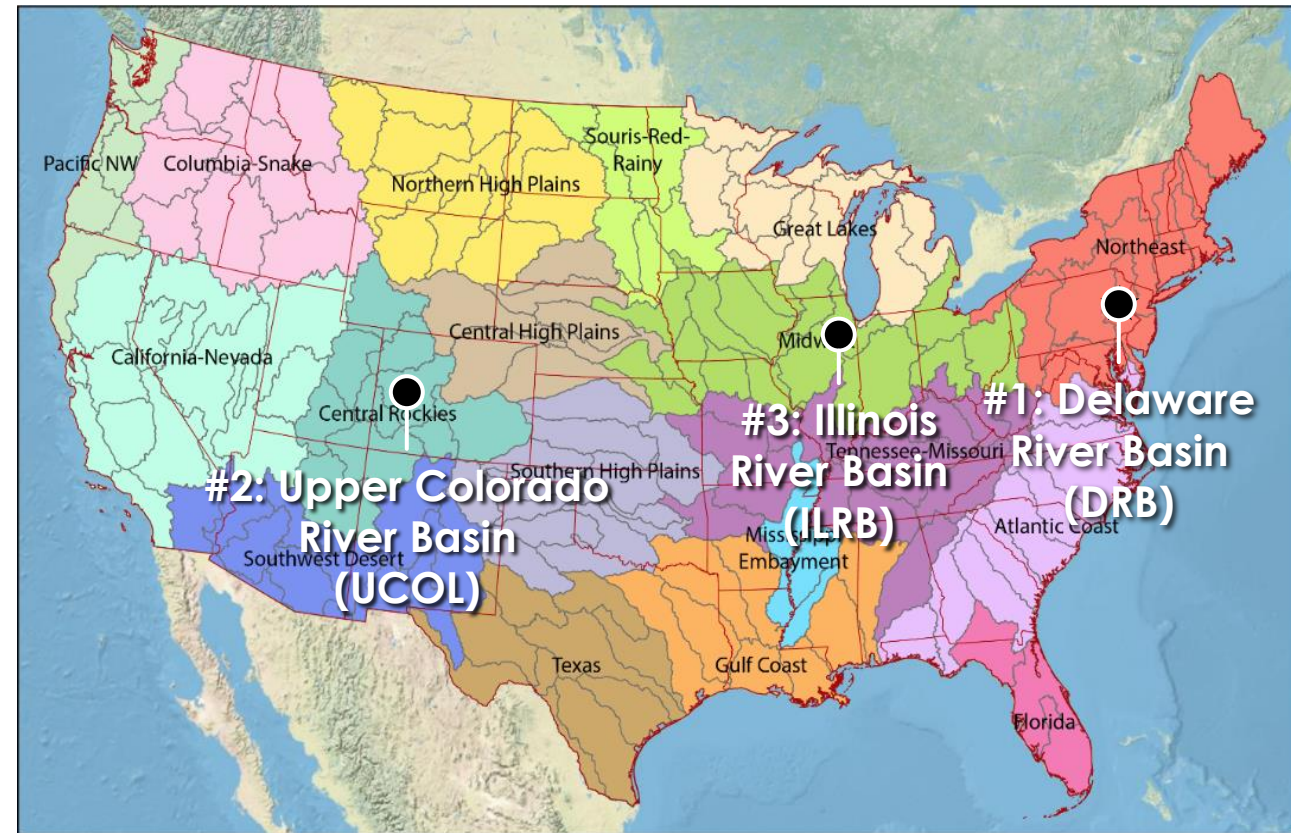 Souris-Red-
Rainy
Pacific NW
Columbia-Snake
Northern High Plains
Great Lakes
Northeast
Central High Plains
California-Nevada
Central Rockies
#3: Illinois
River Basin
(ILRB)
#1: Delaware
River Basin
(DRB)
Tennessee-Missouri
Southern High Plains
#2: Upper Colorado
River Basin
(UCOL)
Southwest Desert
Atlantic Coast
Embayment
Texas
Gulf Coast
Florida